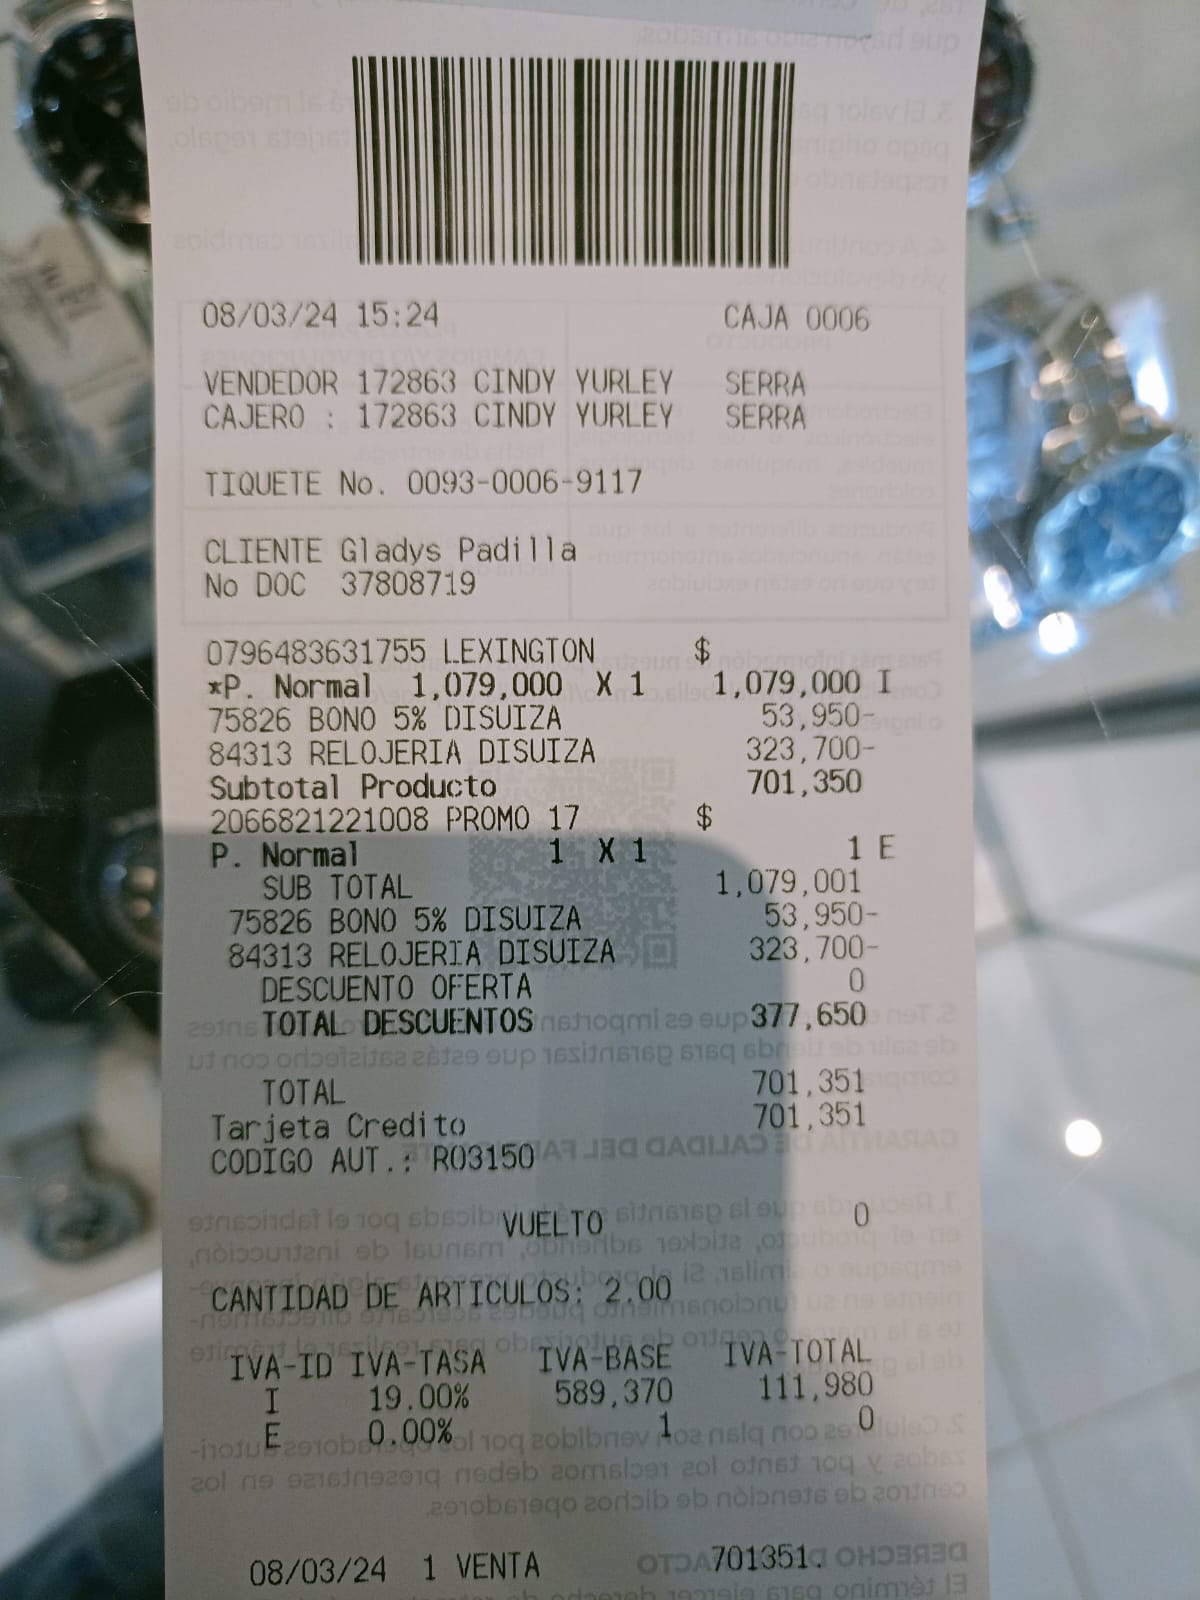 08/03/24 15:24 CAJA 0006
VENDEDOR 172863 CINDY YURLEY SERRA
CAJERO : 172863 CINDY YURLEY SERRA
TIQUETE No. 0093-0006-9117
CLIENTE Gladys Padilla
No DOC 37808719
0796483631755 LEXINGTON $
*P. Normal 1,079,000 X 1 1,079,000 I
75826 BONO 5% DISUIZA 53,950-
84313 RELOJERIA DISUIZA 323,700-
Subtotal Producto 701,350
2066821221008 PROMO 17 $
P. Normal 1 X 1 1 E
SUB TOTAL 1,079,001
75826 BONO 5% DISUIZA 53,950-
84313 RELOJERIA DISUIZA 323,700-
DESCUENTO OFERTA 0
TOTAL DESCUENTOS 377,650
TOTAL 701,351
Tarjeta Credito 701,351
CODIGO AUT.: R03150
VUELTO 0
CANTIDAD DE ARTICULOS: 2.00
IVA-ID IVA-TASA IVA-BASE IVA-TOTAL
I 19.00% 589,370 111,980
E 0.00% 1 0
08/03/24 1 VENTA 701351.